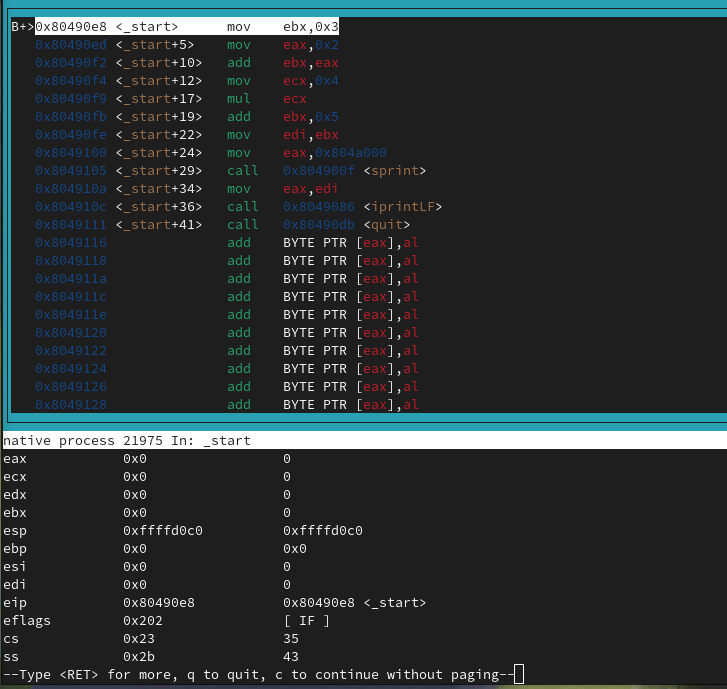 B+>0x80490e8 <_start>      mov    ebx,0x3
0x80490ed <_start+5>    mov    eax,0x2
0x80490f2 <_start+10>   add    ebx,eax
0x80490f4 <_start+12>   mov    ecx,0x4
0x80490f9 <_start+17>   mul    ecx
0x80490fb <_start+19>   add    ebx,0x5
0x80490fe <_start+22>   mov    edi,ebx
0x8049100 <_start+24>   mov    eax,0x804a000
0x8049105 <_start+29>   call   0x804900f <sprint>
0x804910a <_start+34>   mov    eax,edi
0x804910c <_start+36>   call   0x8049086 <iprintLF>
0x8049111 <_start+41>   call   0x80490db <quit>
0x8049116               add    BYTE PTR [eax],al
0x8049118               add    BYTE PTR [eax],al
0x804911a               add    BYTE PTR [eax],al
0x804911c               add    BYTE PTR [eax],al
0x804911e               add    BYTE PTR [eax],al
0x8049120               add    BYTE PTR [eax],al
0x8049122               add    BYTE PTR [eax],al
0x8049124               add    BYTE PTR [eax],al
0x8049126               add    BYTE PTR [eax],al
0x8049128               add    BYTE PTR [eax],al
native process 21975 In: _start
eax            0x0                 0
ecx            0x0                 0
edx            0x0                 0
ebx            0x0                 0
esp            0xffffd0c0          0xffffd0c0
ebp            0x0                 0x0
esi            0x0                 0
edi            0x0                 0
eip            0x80490e8           0x80490e8 <_start>
eflags         0x202               [ IF ]
cs             0x23                35
ss             0x2b                43
--Type <RET> for more, q to quit, c to continue without paging--